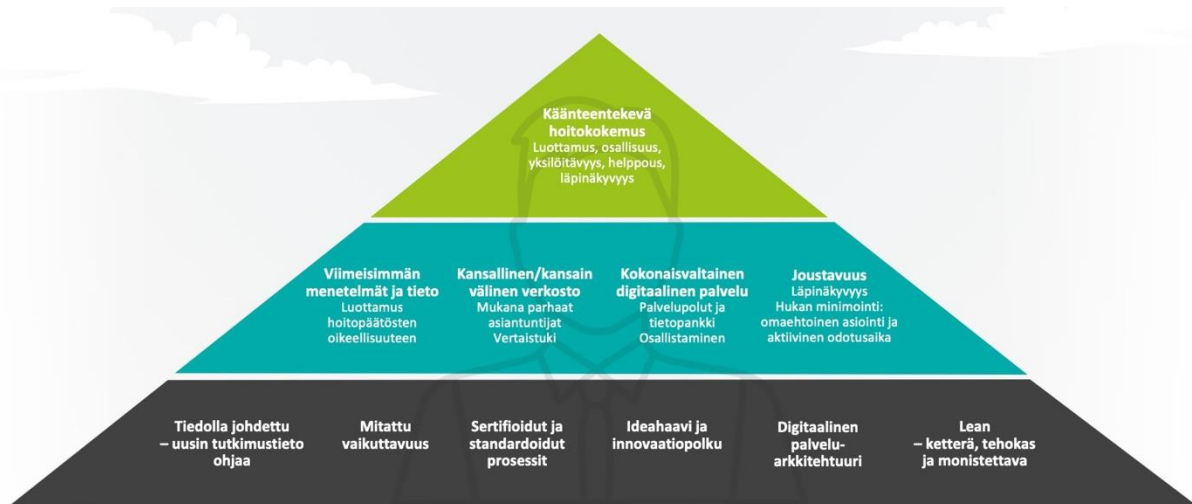 Käänteentekevä
hoitokokemus
Luottamus, osallisuus,
yksilöitävyys, helppous,
läpinäkyvyys
Viimeisimmän
menetelmät ja tieto
Luottamus
hoitopäätösten
oikeellisuuteen
Kansallinen/kansain
välinen verkosto
Mukana parhaat
asiantuntijat
Vertaistuki
Kokonaisvaltainen
digitaalinen palvelu
Palvelupolut ja
tietopankki
Osallistaminen
Joustavuus
Läpinäkyvyys
Hukan minimointi:
omaehtoinen asiointi ja
aktiivinen odotusaika
Tiedolla johdettu
– uusin tutkimustieto
ohjaa
Mitattu
vaikuttavuus
Sertifioidut ja
standardoidut
prosessit
Ideahaavi ja
innovaatiopolku
Digitaalinen
palvelu-
arkkitehtuuri
Lean
– ketterä, tehokas
ja monistettava